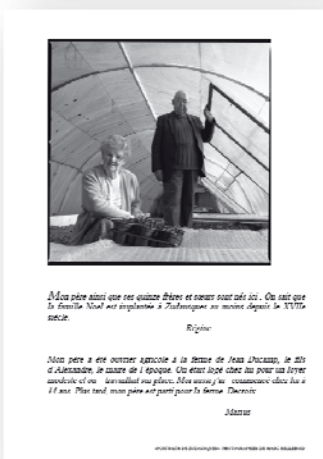 Mon père ainsi que ses quinze frères et sœurs sont nés ici . On sait que
la famille Noel est implantée à Zudausques au moins depuis le XVIIe
siècle.
Régine
Mon père a été ouvrier agricole à la ferme de Jean Ducamp, le fils
d'Alexandre, le maire de l'époque. On était logé chez lui pour un loyer
modeste et on travaillait sur place. Moi aussi j'ai commencé chez lui à
14 ans. Plus tard, mon père est parti pour la ferme Decroix.